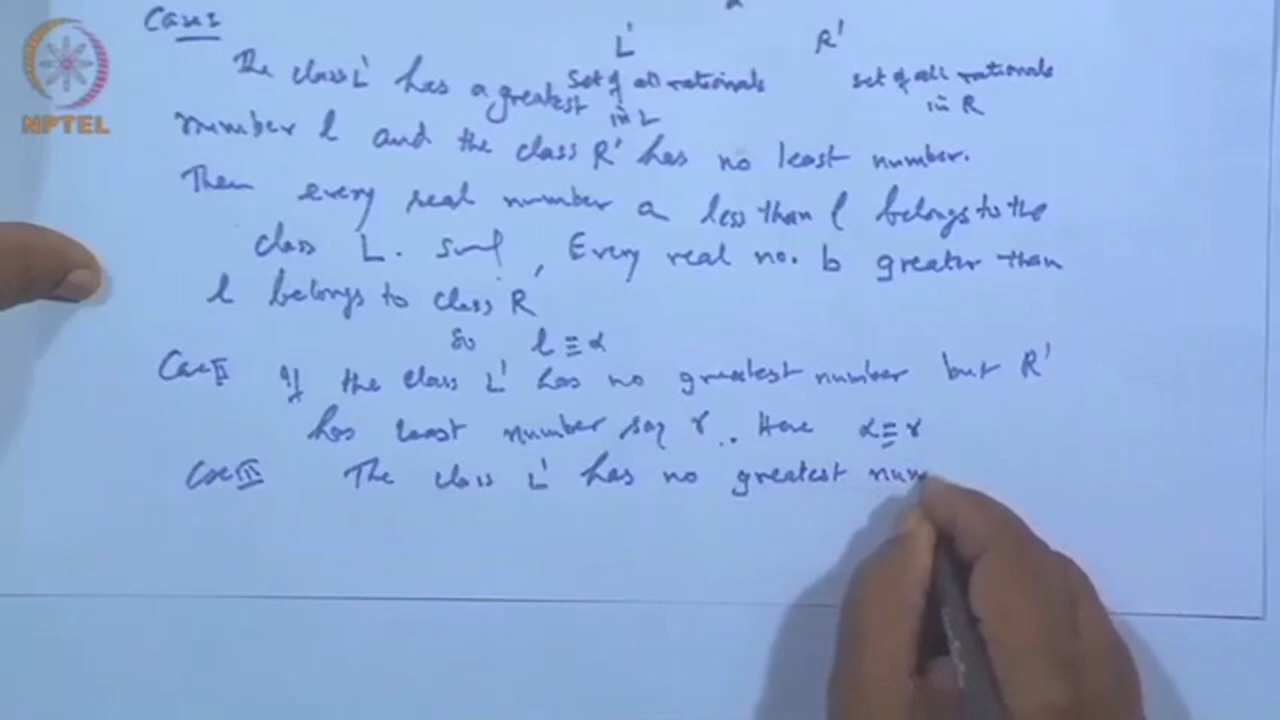 Case I
L' R'
The class L' has a greatest set of all rationals in L set of all rationals in R
number l and the class R' has no least number.
Then every real number a less than l belongs to the
class L. Siml, Every real no. b greater than
l belongs to class R
So l ≡ α
Case II If the class L' has no greatest number but R'
has least number say r. Here α ≡ r
Case III The class L' has no greatest num
NPTEL